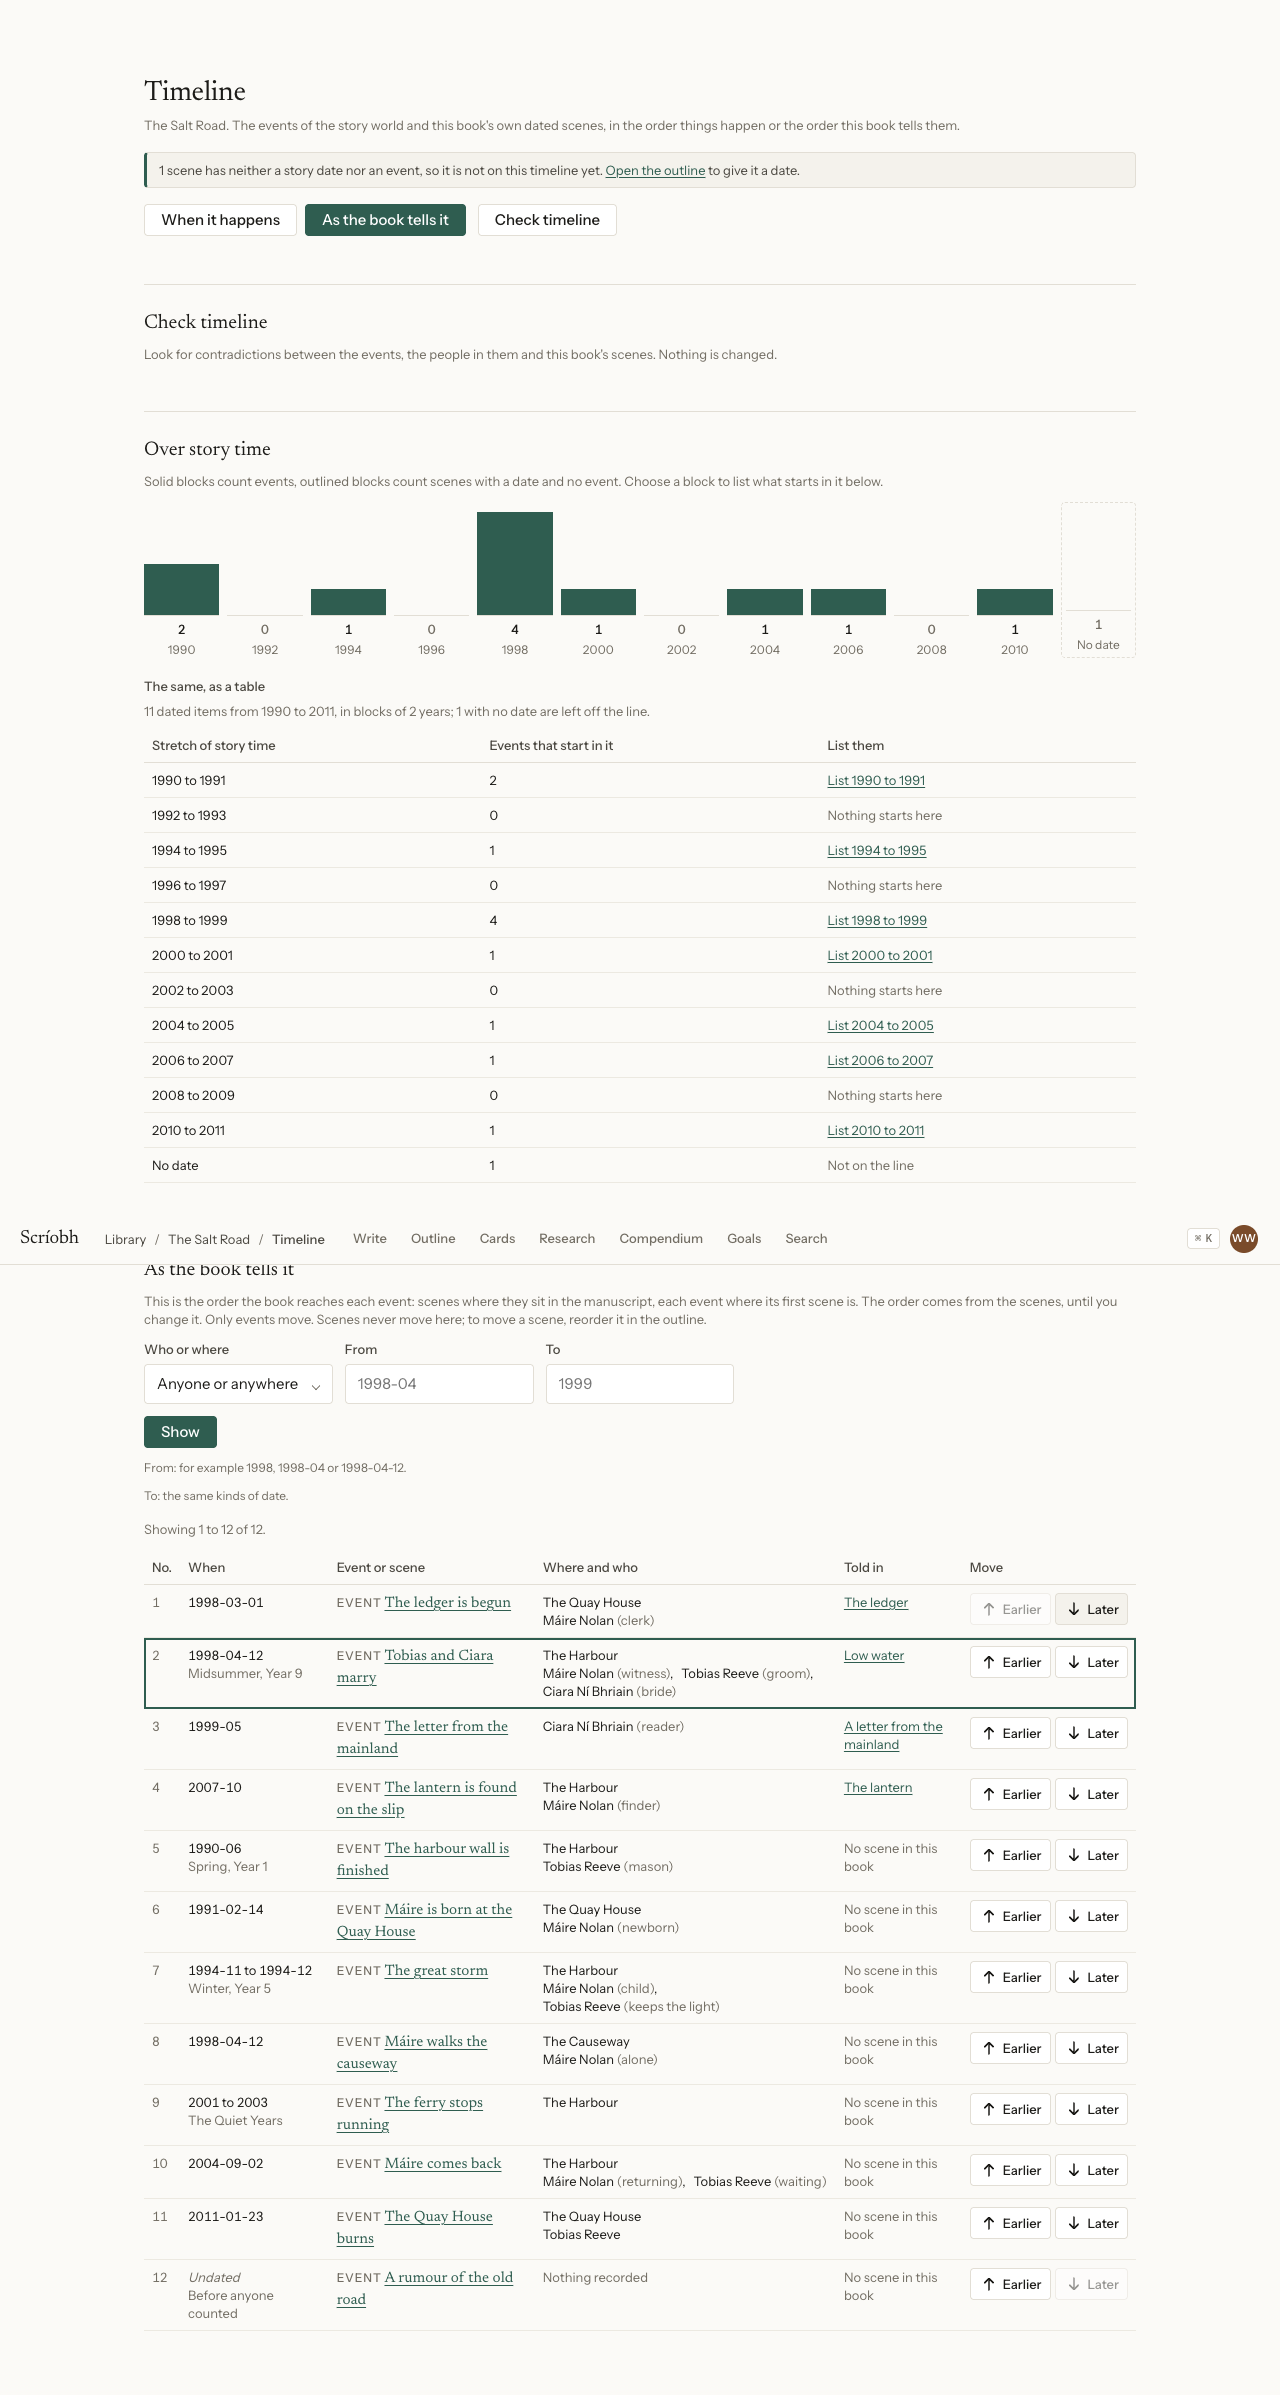 Timeline
The Salt Road. The events of the story world and this book's own dated scenes, in the order things happen or the order this book tells them.
1 scene has neither a story date nor an event, so it is not on this timeline yet. Open the outline to give it a date.
When it happens As the book tells it Check timeline
Check timeline
Look for contradictions between the events, the people in them and this book's scenes. Nothing is changed.
Over story time
Solid blocks count events, outlined blocks count scenes with a date and no event. Choose a block to list what starts in it below.
2 0 1 0 4 1 0 1 1 0 1 1
1990 1992 1994 1996 1998 2000 2002 2004 2006 2008 2010 No date
The same, as a table
11 dated items from 1990 to 2011, in blocks of 2 years; 1 with no date are left off the line.
Stretch of story time Events that start in it List them
1990 to 1991 2 List 1990 to 1991
1992 to 1993 0 Nothing starts here
1994 to 1995 1 List 1994 to 1995
1996 to 1997 0 Nothing starts here
1998 to 1999 4 List 1998 to 1999
2000 to 2001 1 List 2000 to 2001
2002 to 2003 0 Nothing starts here
2004 to 2005 1 List 2004 to 2005
2006 to 2007 1 List 2006 to 2007
2008 to 2009 0 Nothing starts here
2010 to 2011 1 List 2010 to 2011
No date 1 Not on the line
Scríobh Library / The Salt Road / Timeline Write Outline Cards Research Compendium Goals Search ⌘ K WW
As the book tells it
This is the order the book reaches each event: scenes where they sit in the manuscript, each event where its first scene is. The order comes from the scenes, until you
change it. Only events move. Scenes never move here; to move a scene, reorder it in the outline.
Who or where From To
Anyone or anywhere 1998-04 1999
Show
From: for example 1998, 1998-04 or 1998-04-12.
To: the same kinds of date.
Showing 1 to 12 of 12.
No. When Event or scene Where and who Told in Move
1 1998-03-01 EVENT The ledger is begun The Quay House The ledger Earlier Later
Máire Nolan (clerk)
2 1998-04-12 EVENT Tobias and Ciara The Harbour Low water Earlier Later
Midsummer, Year 9 marry Máire Nolan (witness), Tobias Reeve (groom),
Ciara Ní Bhriain (bride)
3 1999-05 EVENT The letter from the Ciara Ní Bhriain (reader) A letter from the Earlier Later
mainland mainland
4 2007-10 EVENT The lantern is found The Harbour The lantern Earlier Later
on the slip Máire Nolan (finder)
5 1990-06 EVENT The harbour wall is The Harbour No scene in this Earlier Later
Spring, Year 1 finished Tobias Reeve (mason) book
6 1991-02-14 EVENT Máire is born at the The Quay House No scene in this Earlier Later
Quay House Máire Nolan (newborn) book
7 1994-11 to 1994-12 EVENT The great storm The Harbour No scene in this Earlier Later
Winter, Year 5 Máire Nolan (child), book
Tobias Reeve (keeps the light)
8 1998-04-12 EVENT Máire walks the The Causeway No scene in this Earlier Later
causeway Máire Nolan (alone) book
9 2001 to 2003 EVENT The ferry stops The Harbour No scene in this Earlier Later
The Quiet Years running book
10 2004-09-02 EVENT Máire comes back The Harbour No scene in this Earlier Later
Máire Nolan (returning), Tobias Reeve (waiting) book
11 2011-01-23 EVENT The Quay House The Quay House No scene in this Earlier Later
burns Tobias Reeve book
12 Undated EVENT A rumour of the old Nothing recorded No scene in this Earlier Later
Before anyone road book
counted